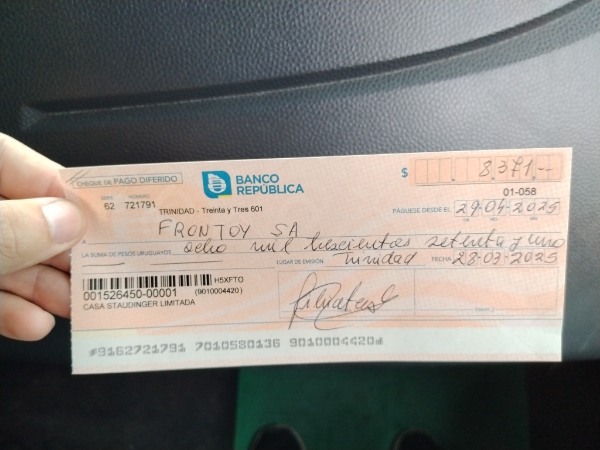 CHEQUE DE PAGO DIFERIDO
BANCO REPÚBLICA
$ 8.371.--
SERIE NÚMERO
62 721791
01-058
TRINIDAD - Treinta y Tres 601
PÁGUESE DESDE EL 29-04-2025
A FRONTOY SA
LA SUMA DE PESOS URUGUAYOS ocho mil trescientos setenta y uno
LUGAR DE EMISIÓN Trinidad FECHA 28-03-2025
H5XFTO
001526450-00001 (9010004420)
CASA STAUDINGER LIMITADA
9162721791 7010580136 9010004420